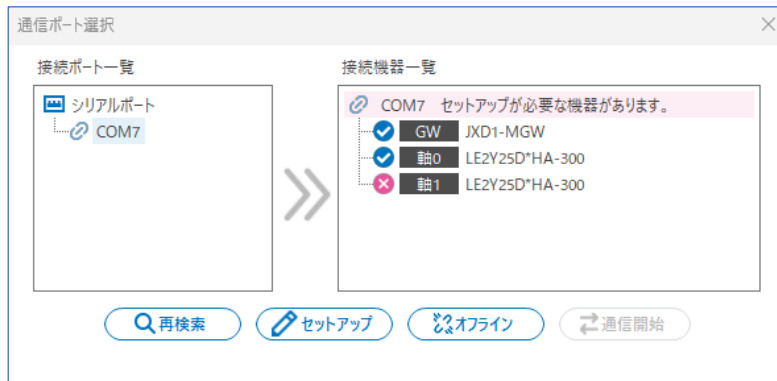 通信ポート選択
接続ポート一覧
シリアルポート
COM7
接続機器一覧
COM7 セットアップが必要な機器があります。
GW JXD1-MGW
軸0 LE2Y25D*HA-300
軸1 LE2Y25D*HA-300
再検索 セットアップ オフライン 通信開始